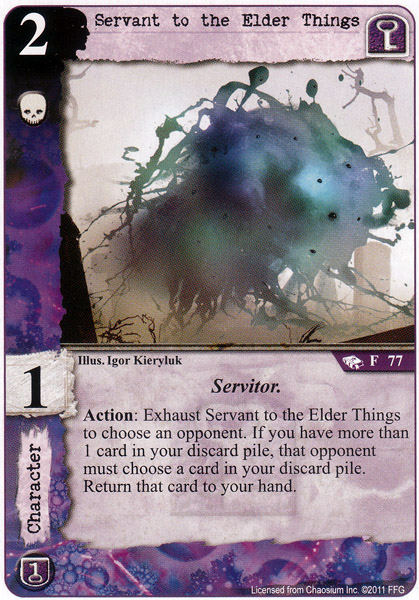 2
Servant to the Elder Things
Illus. Igor Kieryluk
F 77
1
Servitor.
Action: Exhaust Servant to the Elder Things
to choose an opponent. If you have more than
1 card in your discard pile, that opponent
must choose a card in your discard pile.
Return that card to your hand.
Character
Licensed from Chaosium Inc. ©2011 FFG